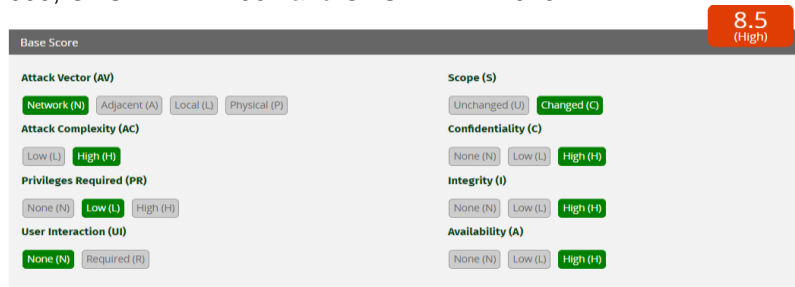 8.5
(High)
Base Score
Attack Vector (AV)
Network (N) Adjacent (A) Local (L) Physical (P)
Attack Complexity (AC)
Low (L) High (H)
Privileges Required (PR)
None (N) Low (L) High (H)
User Interaction (UI)
None (N) Required (R)
Scope (S)
Unchanged (U) Changed (C)
Confidentiality (C)
None (N) Low (L) High (H)
Integrity (I)
None (N) Low (L) High (H)
Availability (A)
None (N) Low (L) High (H)